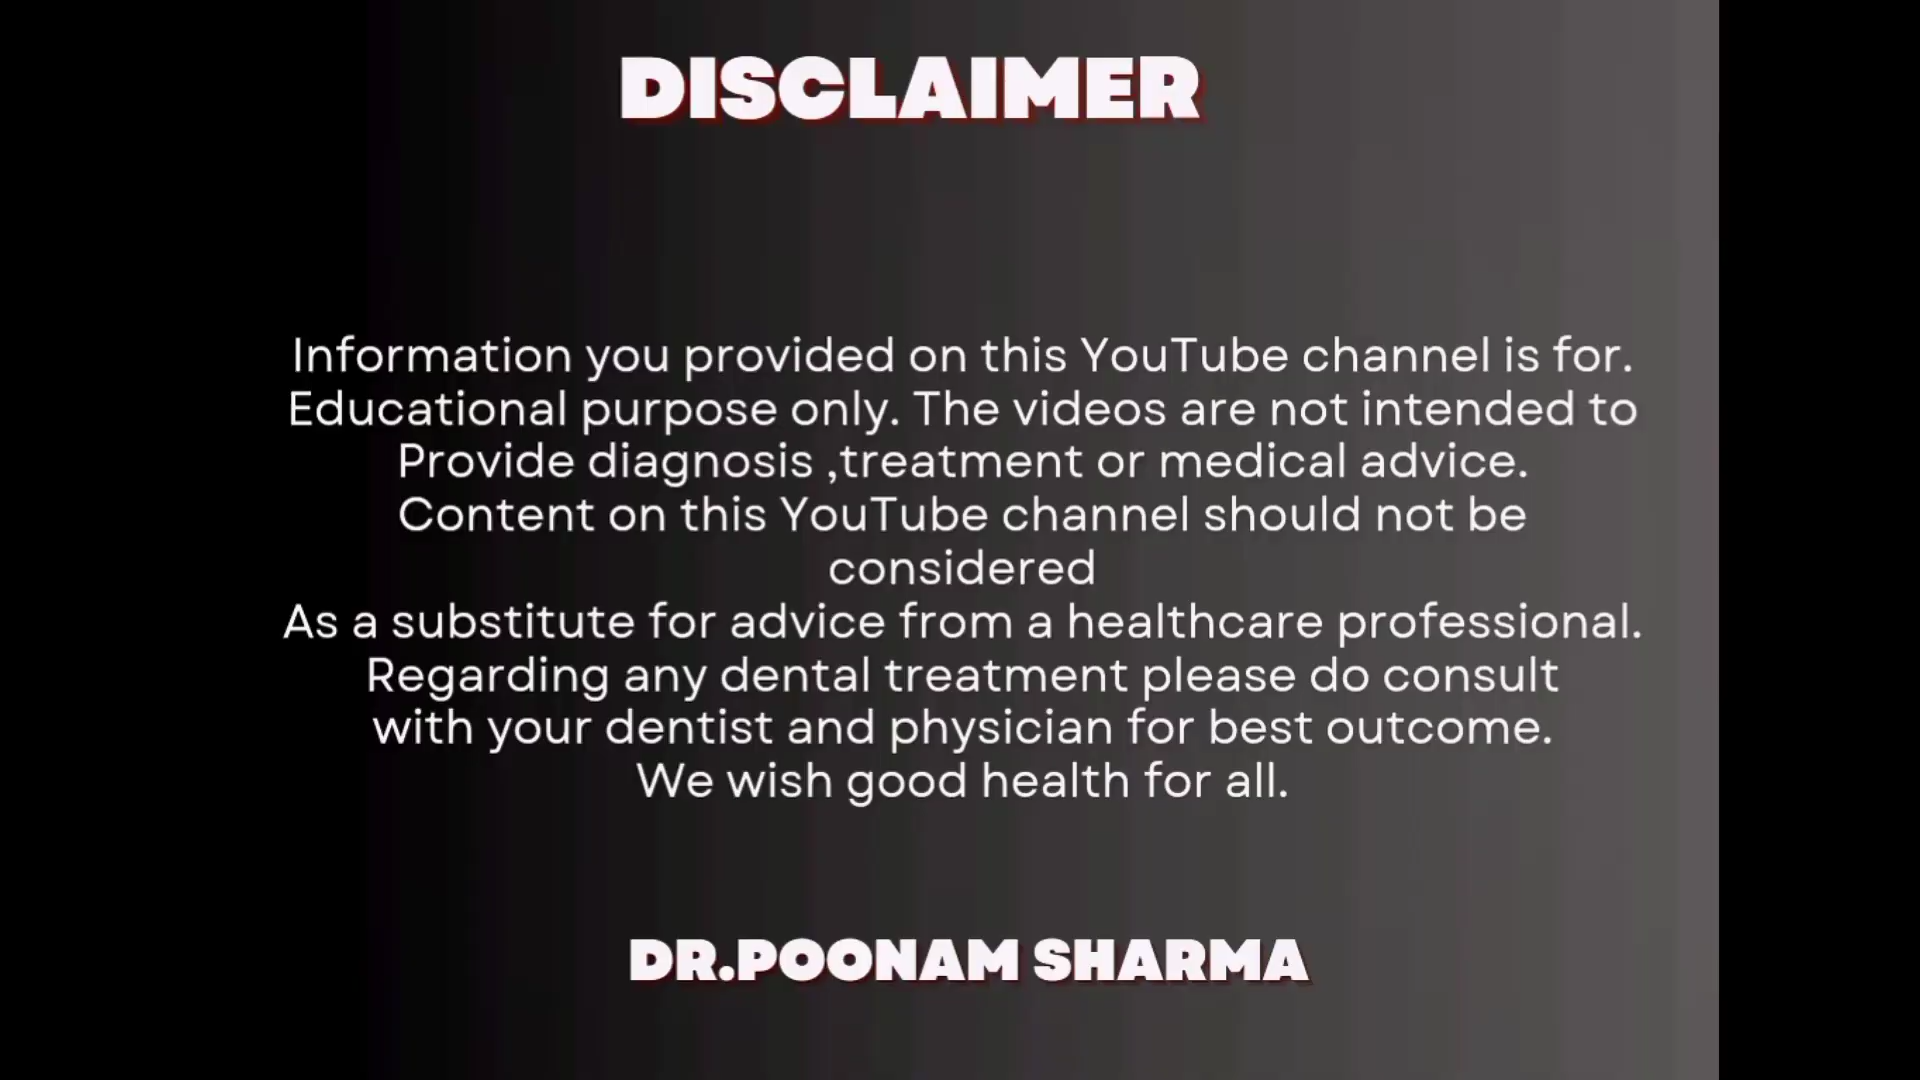 DISCLAIMER
Information you provided on this YouTube channel is for.
Educational purpose only. The videos are not intended to
Provide diagnosis ,treatment or medical advice.
Content on this YouTube channel should not be
considered
As a substitute for advice from a healthcare professional.
Regarding any dental treatment please do consult
with your dentist and physician for best outcome.
We wish good health for all.
DR.POONAM SHARMA